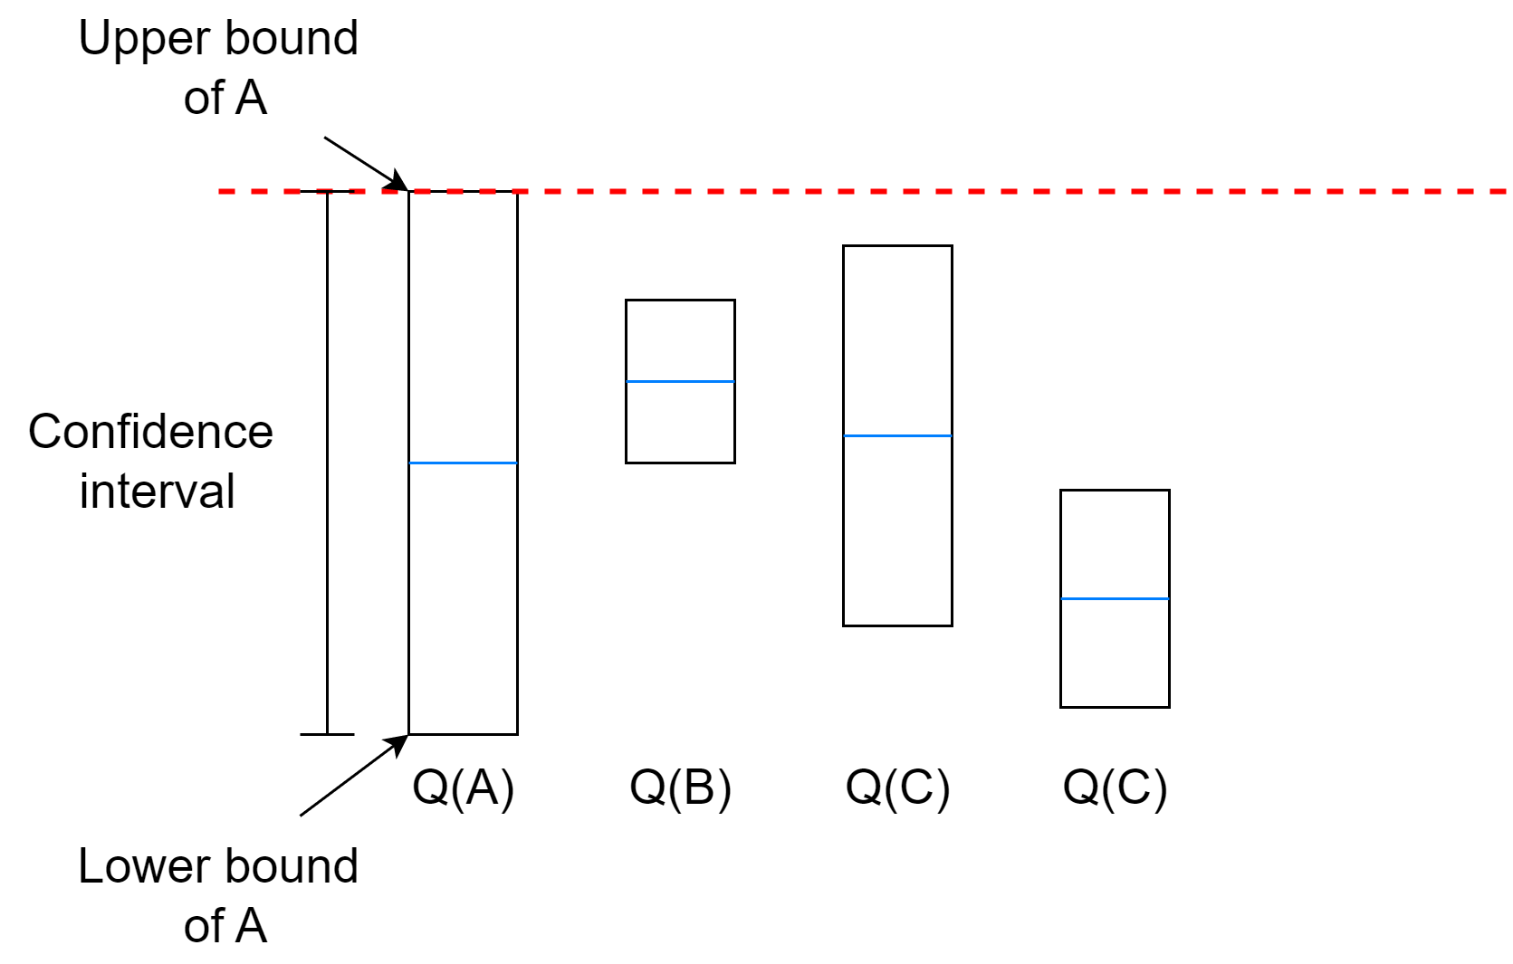 Upper bound
of A
Confidence
interval
Q(A)
Q(B)
Q(C)
Q(C)
Lower bound
of A